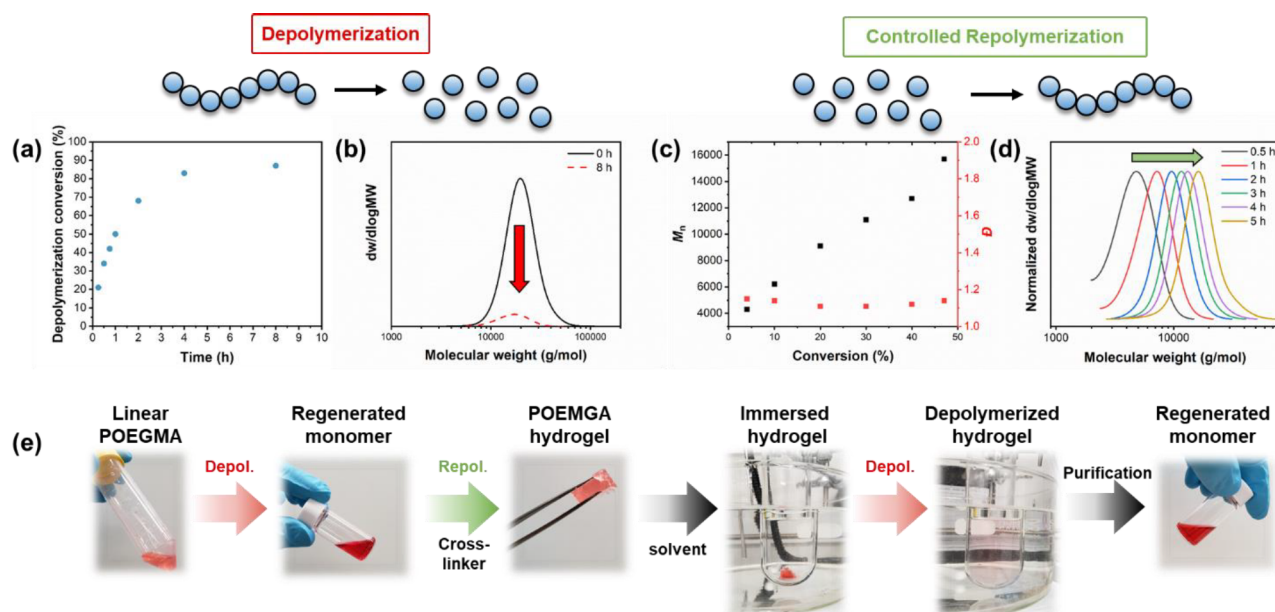 Depolymerization
Controlled Repolymerization
(a)
Depolymerization conversion (%)
100
90
80
70
60
50
40
30
20
10
0
0 1 2 3 4 5 6 7 8 9 10
Time (h)
(b)
dw/dlogMW
0 h
8 h
1000 10000 100000
Molecular weight (g/mol)
(c)
Mn
16000
14000
12000
10000
8000
6000
4000
2.0
1.8
1.6
1.4
1.2
1.0
Đ
0 10 20 30 40 50
Conversion (%)
(d)
Normalized dw/dlogMW
0.5 h
1 h
2 h
3 h
4 h
5 h
1000 10000
Molecular weight (g/mol)
(e)
Linear
POEGMA
Depol.
Regenerated
monomer
Repol.
Cross-
linker
POEMGA
hydrogel
solvent
Immersed
hydrogel
Depol.
Depolymerized
hydrogel
Purification
Regenerated
monomer